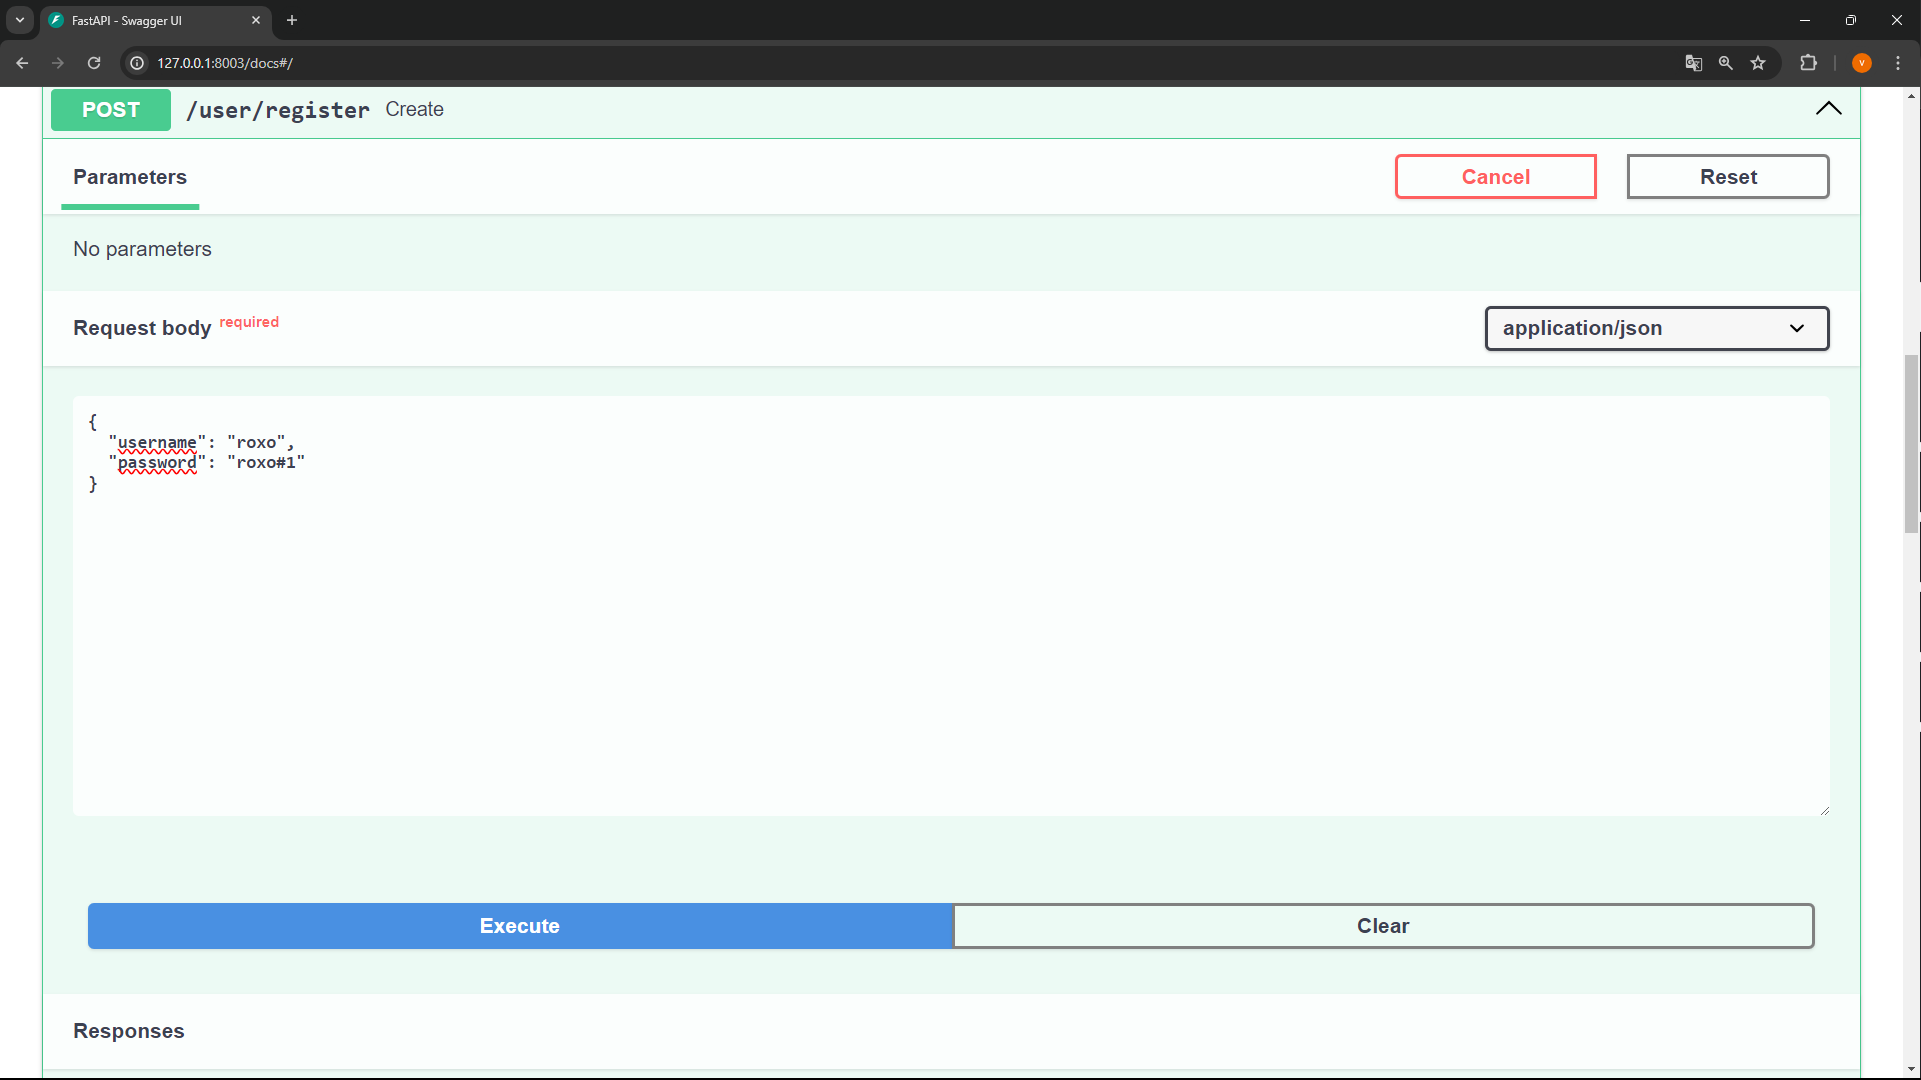 FastAPI - Swagger UI
127.0.0.1:8003/docs#/
V
POST /user/register Create
Parameters
Cancel
Reset
No parameters
Request body required
application/json
{
"username": "roxo",
"password": "roxo#1"
}
Execute
Clear
Responses